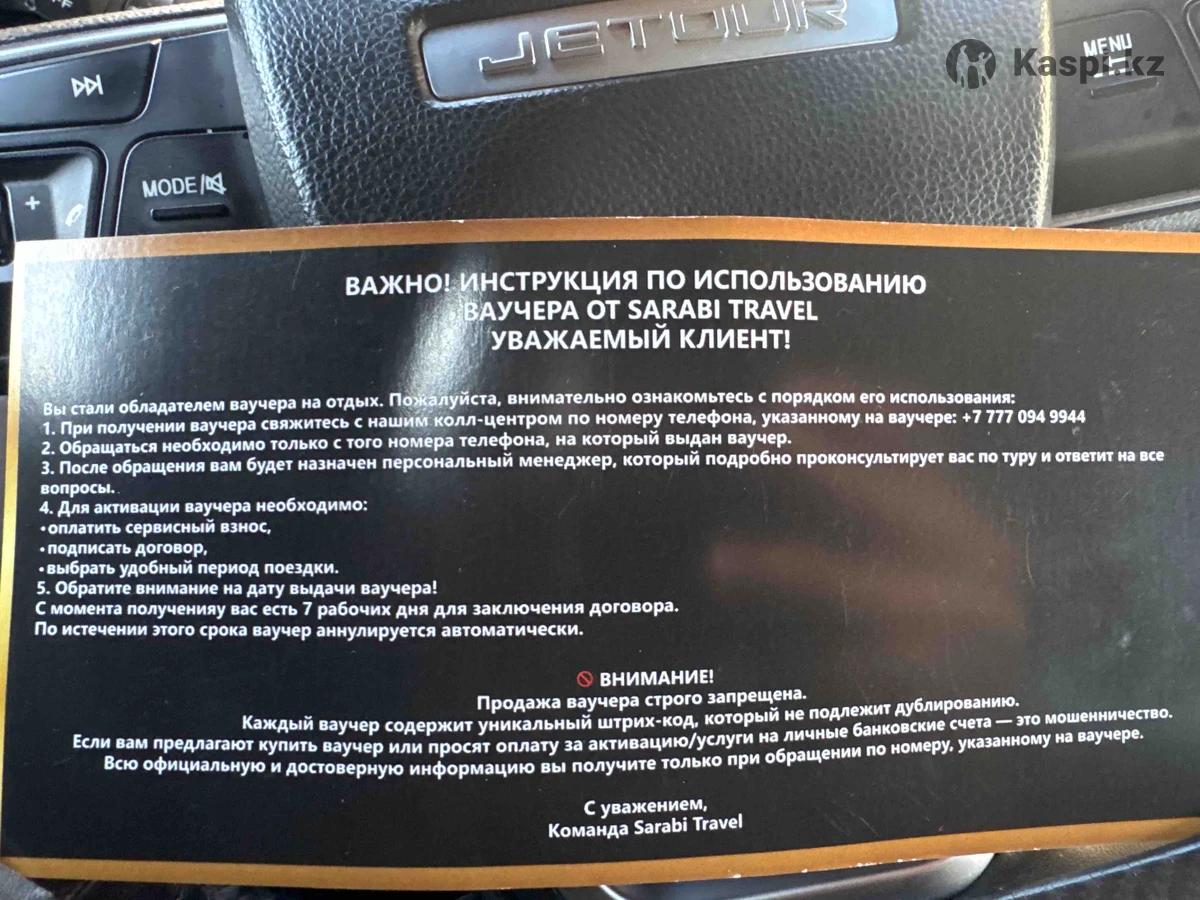 JETOUR
MENU
Kaspi.kz
MODE/
+
ВАЖНО! ИНСТРУКЦИЯ ПО ИСПОЛЬЗОВАНИЮ
ВАУЧЕРА ОТ SARABI TRAVEL
УВАЖАЕМЫЙ КЛИЕНТ!
Вы стали обладателем ваучера на отдых. Пожалуйста, внимательно ознакомьтесь с порядком его использования:
1. При получении ваучера свяжитесь с нашим колл-центром по номеру телефона, указанному на ваучере: +7 777 094 9944
2. Обращаться необходимо только с того номера телефона, на который выдан ваучер.
3. После обращения вам будет назначен персональный менеджер, который подробно проконсультирует вас по туру и ответит на все
вопросы.
4. Для активации ваучера необходимо:
•оплатить сервисный взнос,
•подписать договор,
•выбрать удобный период поездки.
5. Обратите внимание на дату выдачи ваучера!
С момента полученияу вас есть 7 рабочих дня для заключения договора.
По истечении этого срока ваучер аннулируется автоматически.
🚫 ВНИМАНИЕ!
Продажа ваучера строго запрещена.
Каждый ваучер содержит уникальный штрих-код, который не подлежит дублированию.
Если вам предлагают купить ваучер или просят оплату за активацию/услуги на личные банковские счета — это мошенничество.
Всю официальную и достоверную информацию вы получите только при обращении по номеру, указанному на ваучере.
С уважением,
Команда Sarabi Travel